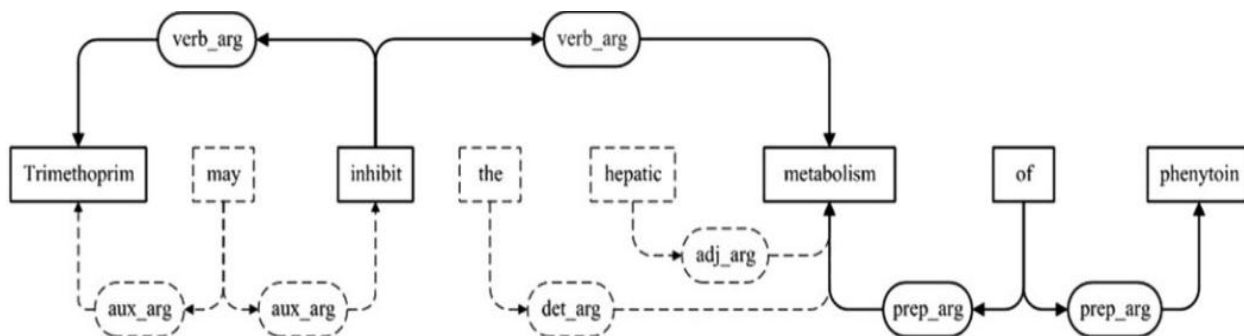 verb_arg verb_arg
Trimethoprim may inhibit the hepatic metabolism of phenytoin
adj_arg
aux_arg aux_arg det_arg prep_arg prep_arg